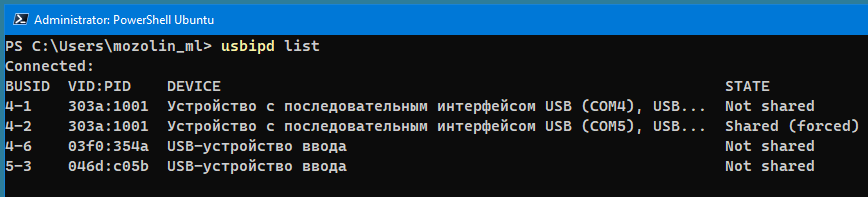 Administrator: PowerShell Ubuntu
PS C:\Users\mozolin_ml> usbipd list
Connected:
BUSID  VID:PID    DEVICE                                                        STATE
4-1    303a:1001  Устройство с последовательным интерфейсом USB (COM4), USB...  Not shared
4-2    303a:1001  Устройство с последовательным интерфейсом USB (COM5), USB...  Shared (forced)
4-6    03f0:354a  USB-устройство ввода                                          Not shared
5-3    046d:c05b  USB-устройство ввода                                          Not shared